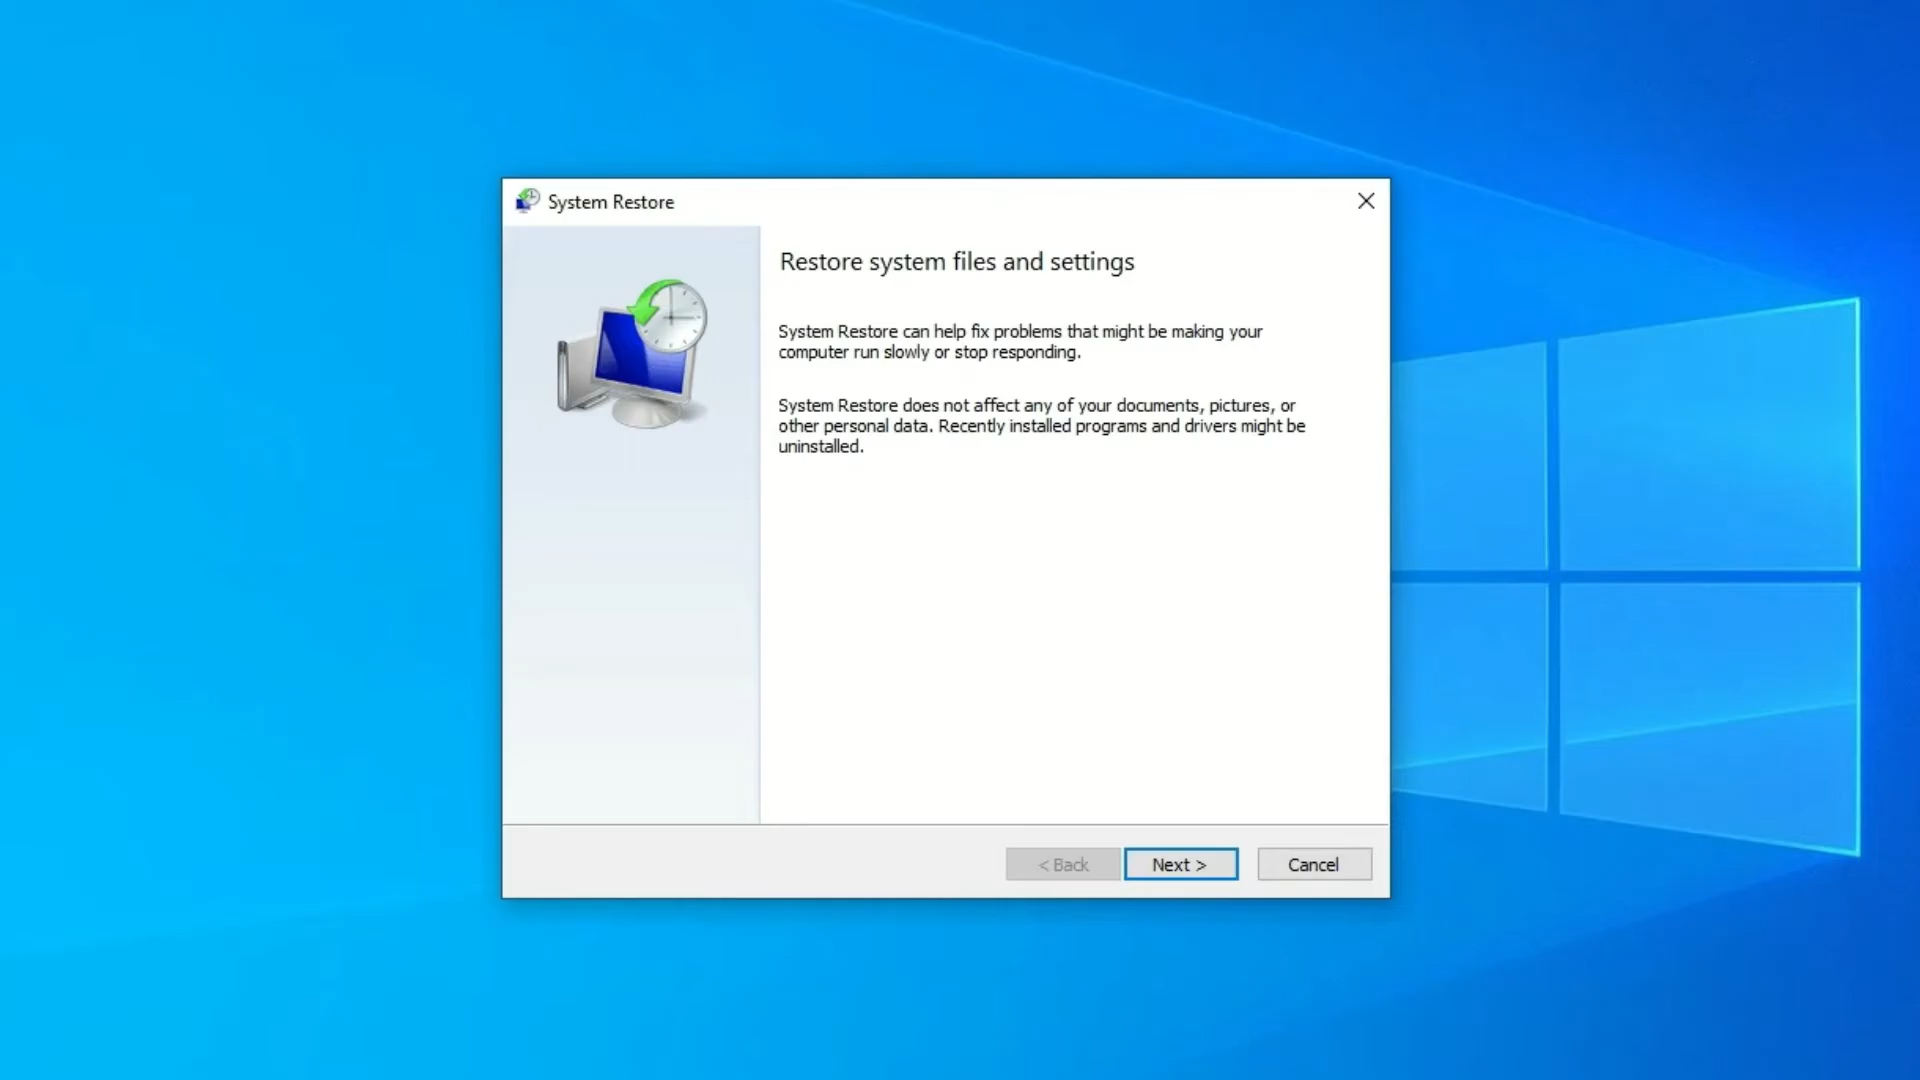 System Restore
Restore system files and settings
System Restore can help fix problems that might be making your
computer run slowly or stop responding.
System Restore does not affect any of your documents, pictures, or
other personal data. Recently installed programs and drivers might be
uninstalled.
< Back
Next >
Cancel